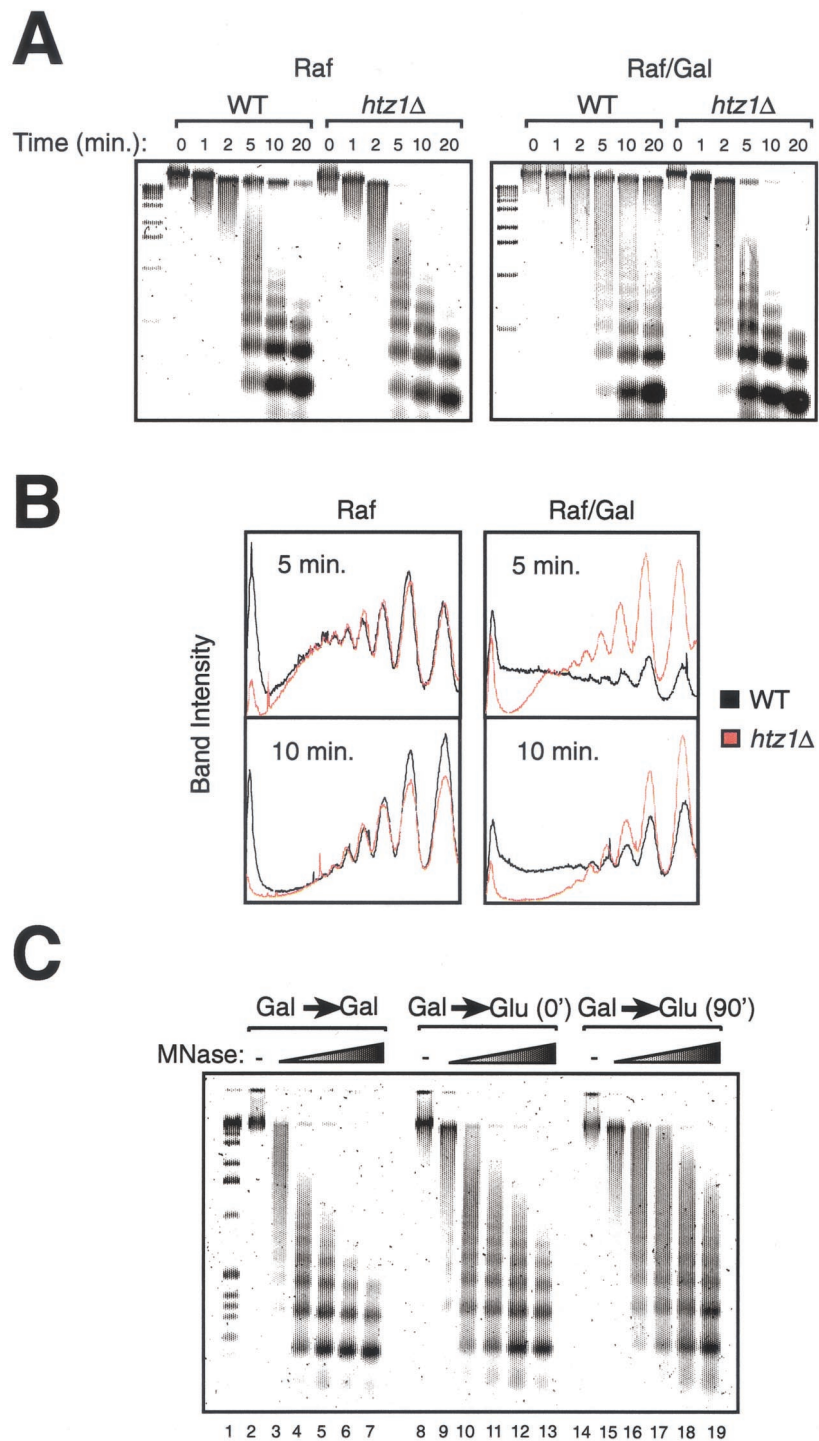 A
Raf Raf/Gal
WT htz1Δ WT htz1Δ
Time (min.): 0 1 2 5 10 20 0 1 2 5 10 20 0 1 2 5 10 20 0 1 2 5 10 20
B
Raf Raf/Gal
5 min. 5 min.
Band Intensity
WT
htz1Δ
10 min. 10 min.
C
Gal → Gal Gal → Glu (0') Gal → Glu (90')
MNase: - - -
1 2 3 4 5 6 7 8 9 10 11 12 13 14 15 16 17 18 19